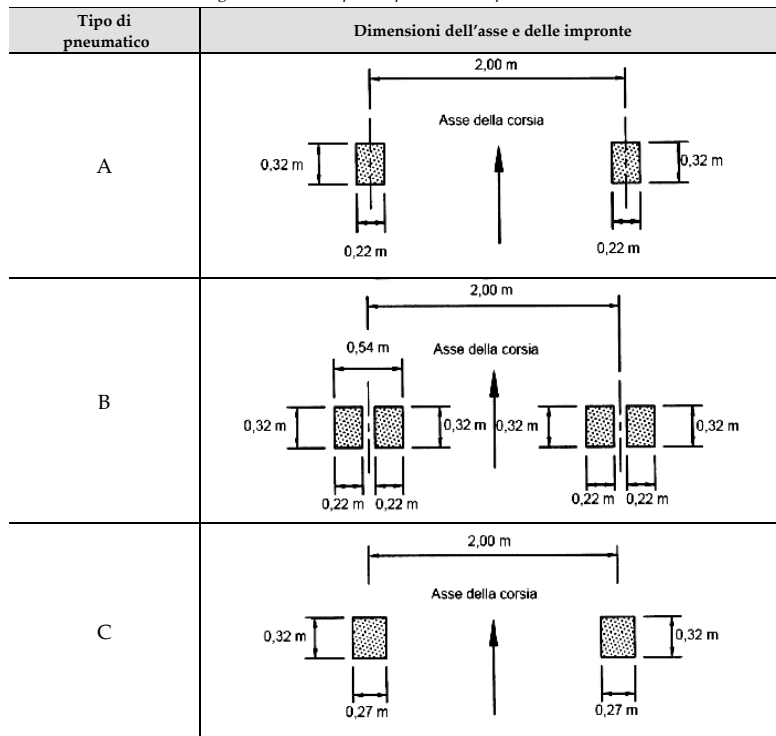 Tipo di
pneumatico
Dimensioni dell'asse e delle impronte
A
2,00 m
Asse della corsia
0,32 m
0,32 m
0,22 m
0,22 m
B
2,00 m
0,54 m
Asse della corsia
0,32 m
0,32 m
0,32 m
0,32 m
0,22 m
0,22 m
0,22 m
0,22 m
C
2,00 m
Asse della corsia
0,32 m
0,32 m
0,27 m
0,27 m